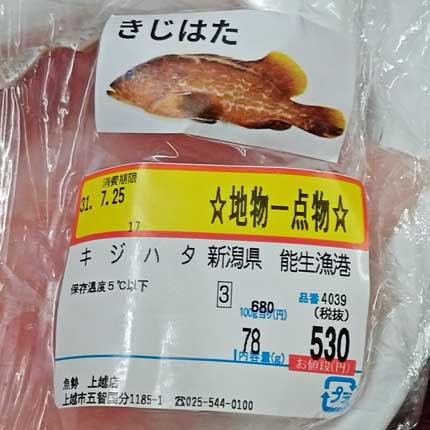 きじはた
消費期限
31. 7.25
17
☆地物一点物☆
キジハタ 新潟県 能生漁港
保存温度5℃以下
3
680
100g当り(円)
品番 4039
(税抜)
78
内容量(g)
530
お値段(円)
魚勢 上越店
上越市五智国分1185-1 ☎025-544-0100
プラ